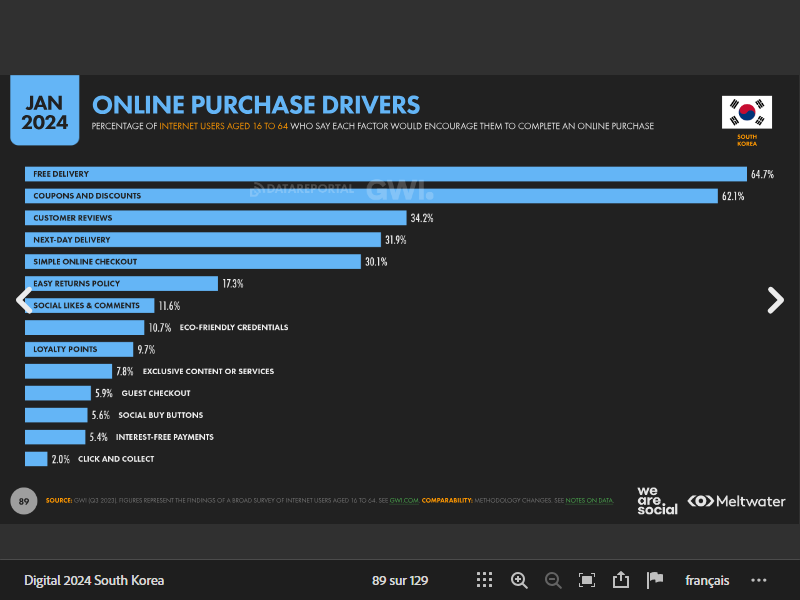 JAN
2024
ONLINE PURCHASE DRIVERS
PERCENTAGE OF INTERNET USERS AGED 16 TO 64 WHO SAY EACH FACTOR WOULD ENCOURAGE THEM TO COMPLETE AN ONLINE PURCHASE
SOUTH
KOREA
FREE DELIVERY 64.7%
DATAREPORTAL GWI.
COUPONS AND DISCOUNTS 62.1%
CUSTOMER REVIEWS 34.2%
NEXT-DAY DELIVERY 31.9%
SIMPLE ONLINE CHECKOUT 30.1%
EASY RETURNS POLICY 17.3%
SOCIAL LIKES & COMMENTS 11.6%
10.7% ECO-FRIENDLY CREDENTIALS
LOYALTY POINTS 9.7%
7.8% EXCLUSIVE CONTENT OR SERVICES
5.9% GUEST CHECKOUT
5.6% SOCIAL BUY BUTTONS
5.4% INTEREST-FREE PAYMENTS
2.0% CLICK AND COLLECT
89 SOURCE: GWI (Q3 2023). FIGURES REPRESENT THE FINDINGS OF A BROAD SURVEY OF INTERNET USERS AGED 16 TO 64. SEE GWI.COM. COMPARABILITY: METHODOLOGY CHANGES. SEE NOTES ON DATA.
we
are.
social
Meltwater
Digital 2024 South Korea 89 sur 129 français